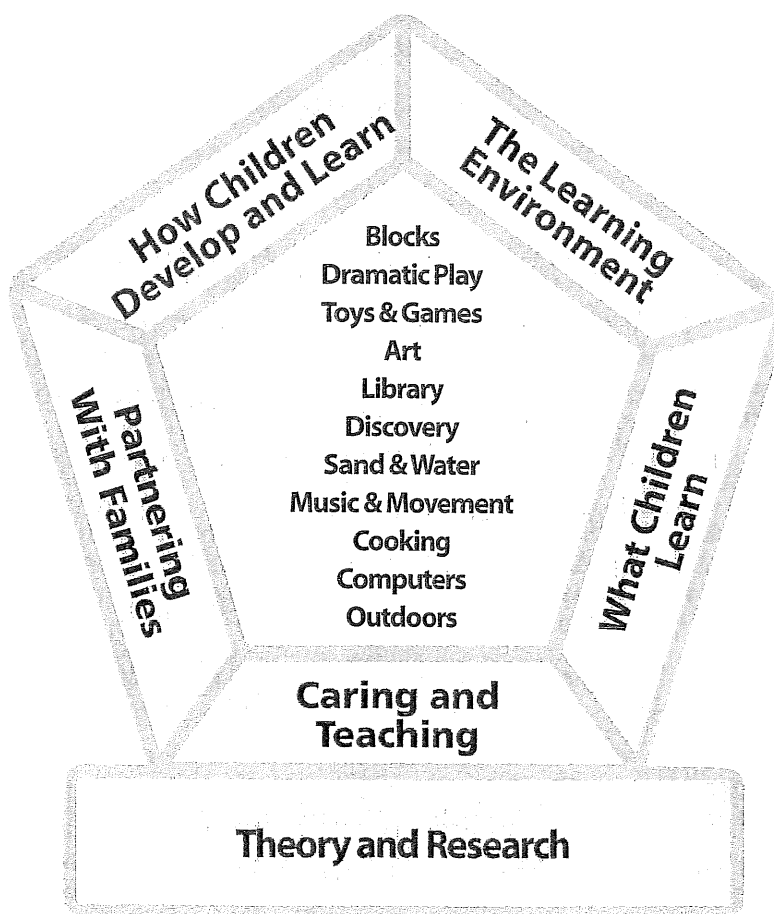 How Children
Develop and Learn
The Learning
Environment
Blocks
Dramatic Play
Toys & Games
Art
Library
Discovery
Sand & Water
Music & Movement
Cooking
Computers
Outdoors
Partnering
With Families
What Children
Learn
Caring and
Teaching
Theory and Research